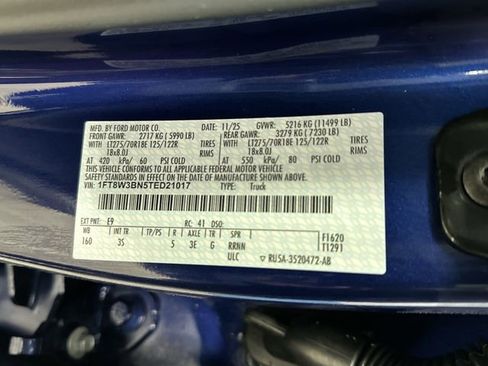 MFD. BY FORD MOTOR CO. 11/25 GVWR: 5216 KG (11499 LB)
FRONT GAWR: 2717 KG (5990 LB) REAR GAWR: 3279 KG (7230 LB)
LT275/70R18E 125/122R TIRES LT275/70R18E 125/122R TIRES
18x8.0J RIMS 18x8.0J RIMS
AT 420 kPa/ 60 PSI COLD AT 550 kPa/ 80 PSI COLD
THIS VEHICLE CONFORMS TO ALL APPLICABLE FEDERAL MOTOR VEHICLE
SAFETY STANDARDS IN EFFECT ON THE DATE OF MANUFACTURE SHOWN ABOVE.
VIN: 1FT8W3BN5TED21017 TYPE: Truck
EXT PNT: E9 RC: 41 DSO:
WB INT TR TP/PS R AXLE TR SPR F1620
160 3S 5 3E G RRNN T1291
ULC RU5A-3520472-AB